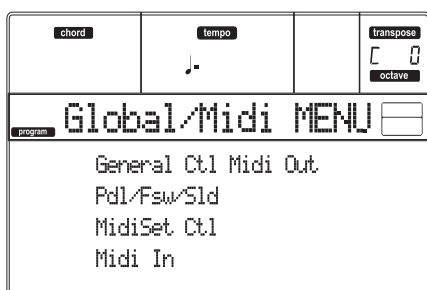 chord
tempo
transpose
C 0
octave
program
Global/Midi MENU
General Ctl Midi Out
Pdl/Fsw/Sld
MidiSet Ctl
Midi In